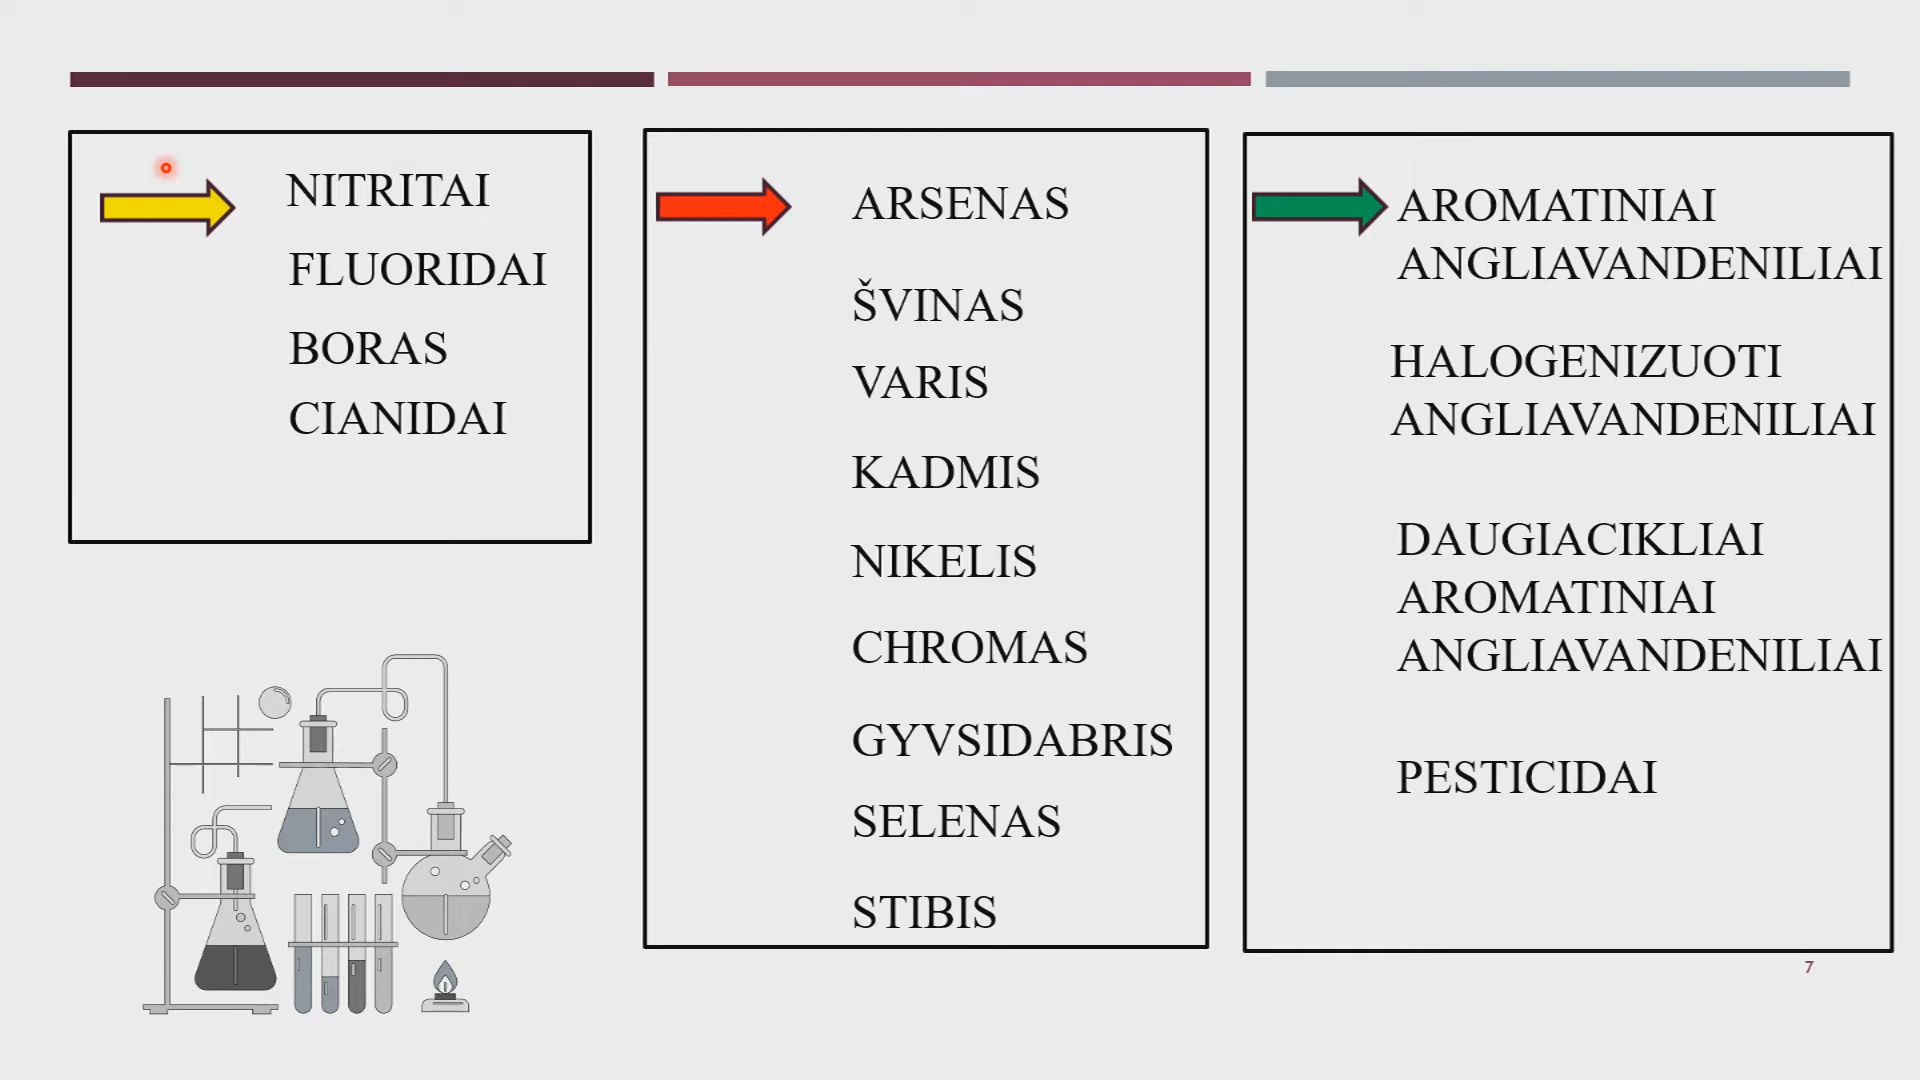 NITRITAI
FLUORIDAI
BORAS
CIANIDAI
ARSENAS
ŠVINAS
VARIS
KADMIS
NIKELIS
CHROMAS
GYVSIDABRIS
SELENAS
STIBIS
AROMATINIAI
ANGLIAVANDENILIAI
HALOGENIZUOTI
ANGLIAVANDENILIAI
DAUGIACIKLIAI
AROMATINIAI
ANGLIAVANDENILIAI
PESTICIDAI
7